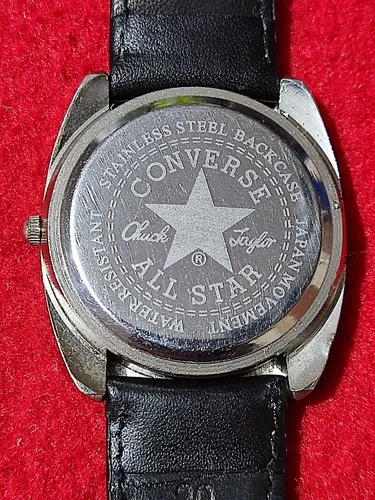 STAINLESS STEEL BACKCASE
JAPAN MOVEMENT
WATER RESISTANT
CONVERSE
Chuck Taylor
®
ALL STAR